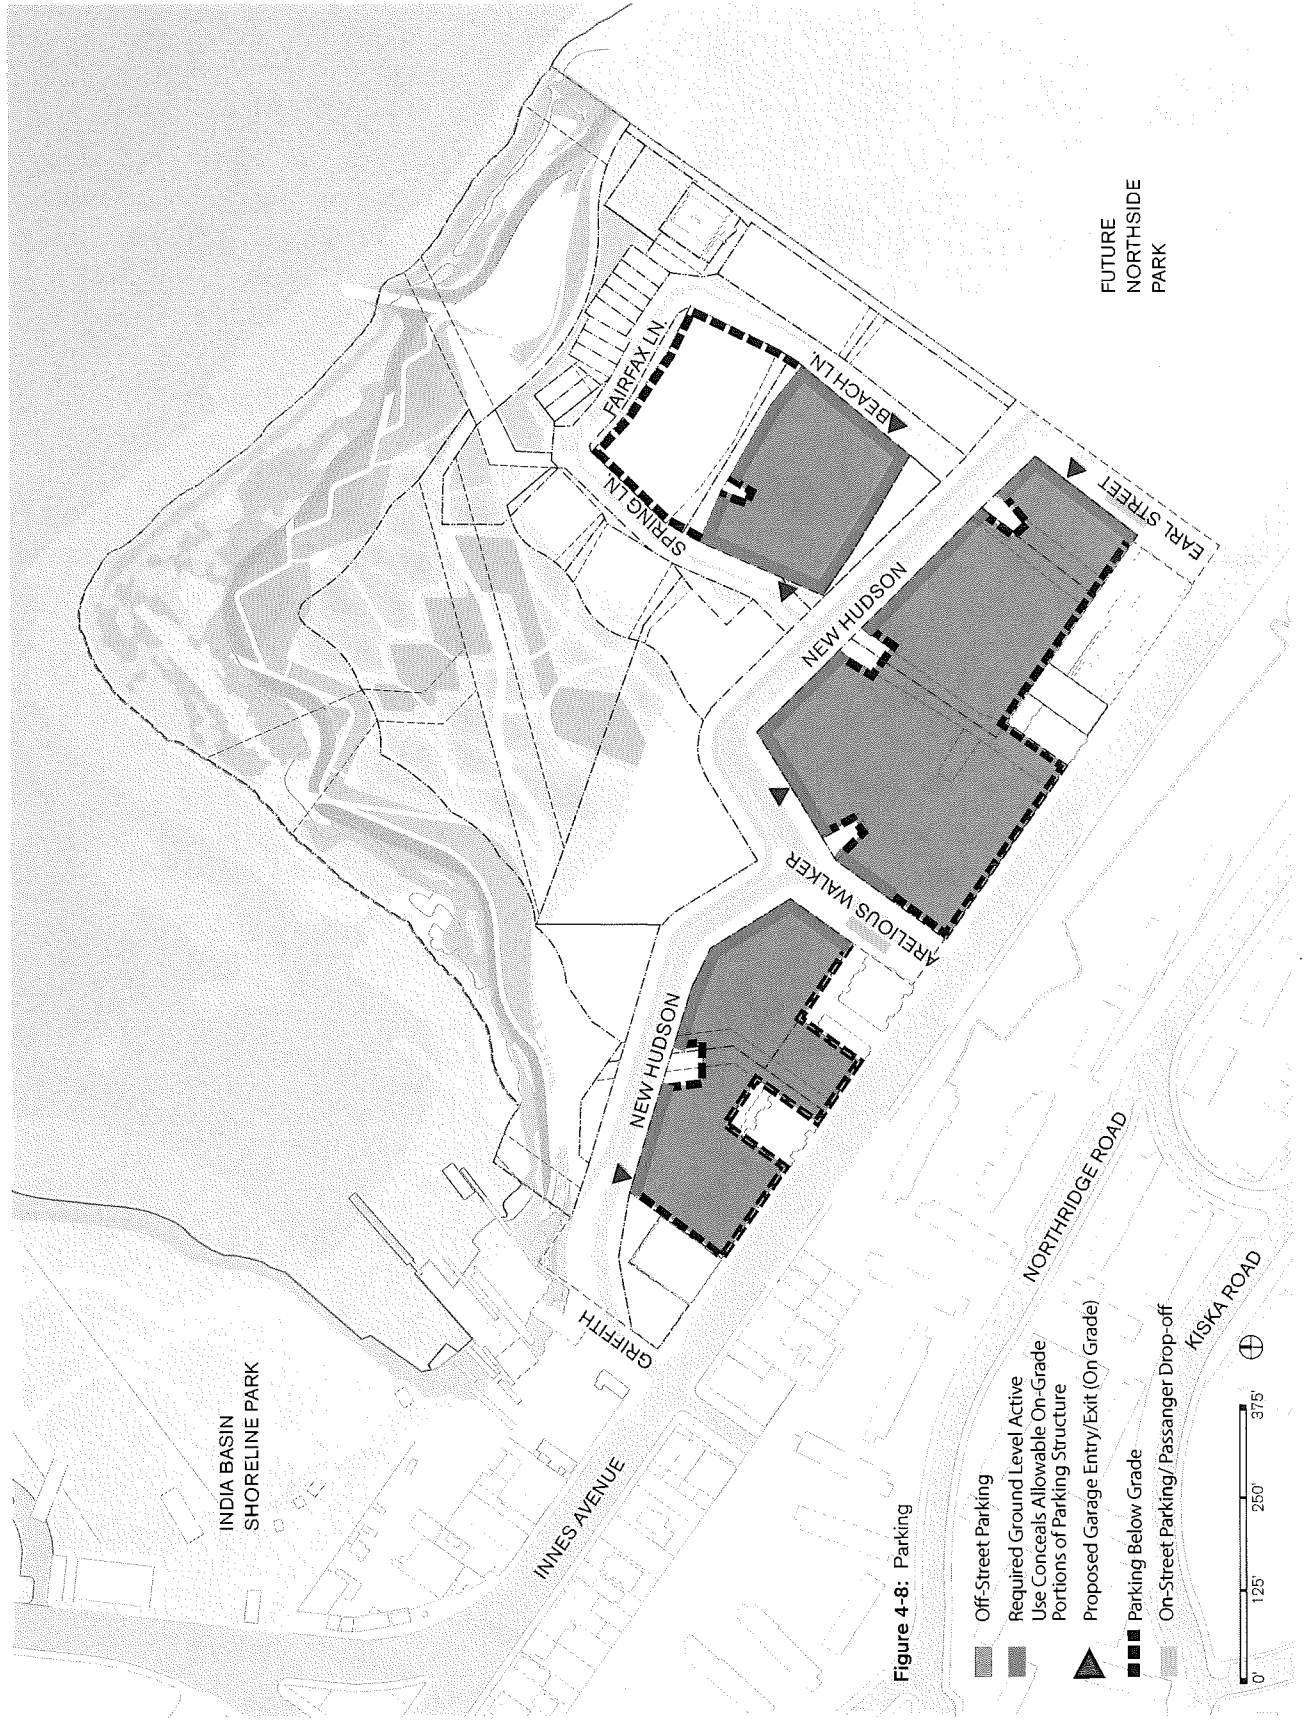 INDIA BASIN
SHORELINE PARK
FUTURE
NORTHSIDE
PARK
FAIRFAX LN.
BEACH LN.
SPRING LN.
NEW HUDSON
EARL STREET
ARELIOUS WALKER
NEW HUDSON
GRIFFITH
INNES AVENUE
NORTHRIDGE ROAD
KISKA ROAD
Figure 4-8: Parking
Off-Street Parking
Required Ground Level Active
Use Conceals Allowable On-Grade
Portions of Parking Structure
Proposed Garage Entry/Exit (On Grade)
Parking Below Grade
On-Street Parking/ Passanger Drop-off
0' 125' 250' 375'